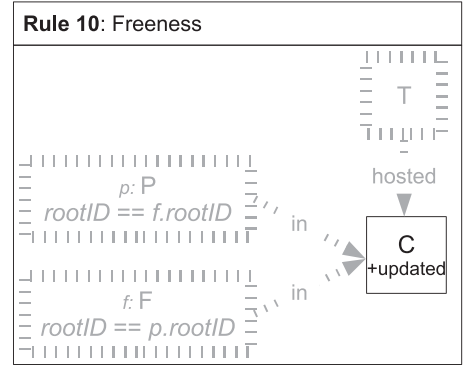 Rule 10: Freeness
T
hosted
p: P
rootID == f.rootID
in
C
+updated
in
f: F
rootID == p.rootID